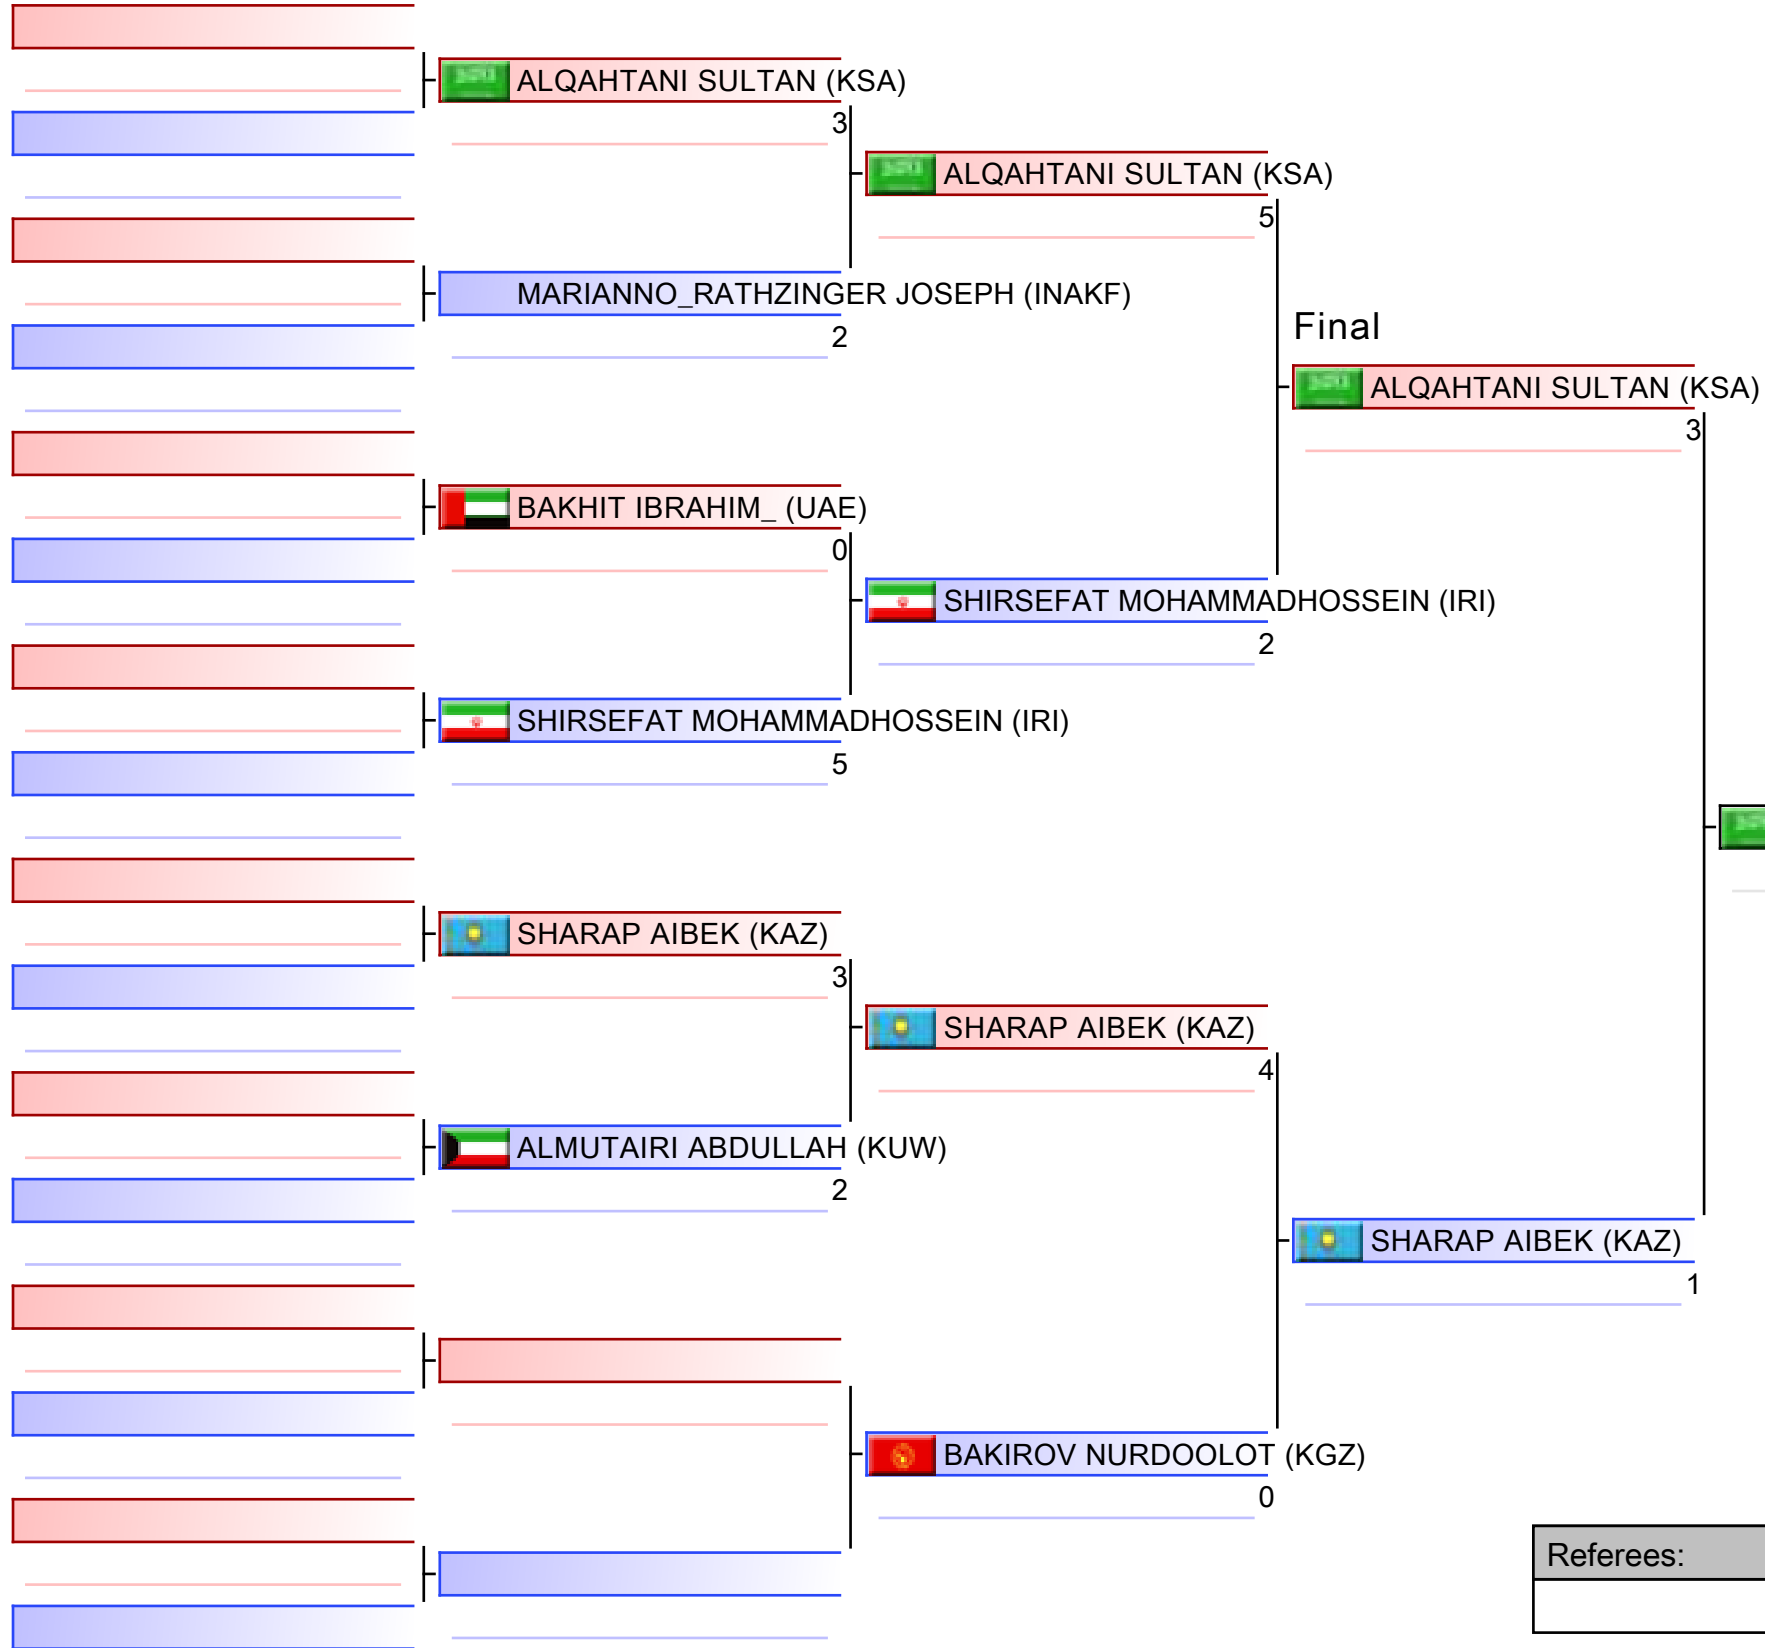 ALQAHTANI SULTAN (KSA)
3
ALQAHTANI SULTAN (KSA)
5
MARIANNO_RATHZINGER JOSEPH (INAKF)
2
Final
ALQAHTANI SULTAN (KSA)
3
BAKHIT IBRAHIM_ (UAE)
0
SHIRSEFAT MOHAMMADHOSSEIN (IRI)
2
SHIRSEFAT MOHAMMADHOSSEIN (IRI)
5
SHARAP AIBEK (KAZ)
3
SHARAP AIBEK (KAZ)
4
ALMUTAIRI ABDULLAH (KUW)
2
SHARAP AIBEK (KAZ)
1
BAKIROV NURDOOLOT (KGZ)
0
Referees: